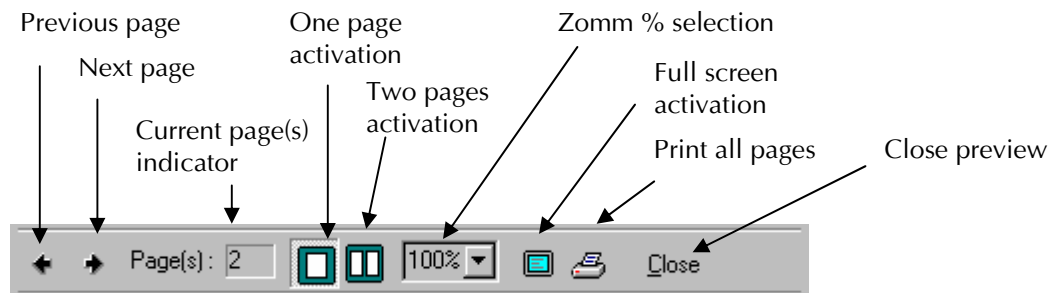 Previous page
Next page
Current page(s)
indicator
One page
activation
Two pages
activation
Zomm % selection
Full screen
activation
Print all pages
Close preview
Page(s) : 2
100%
Close